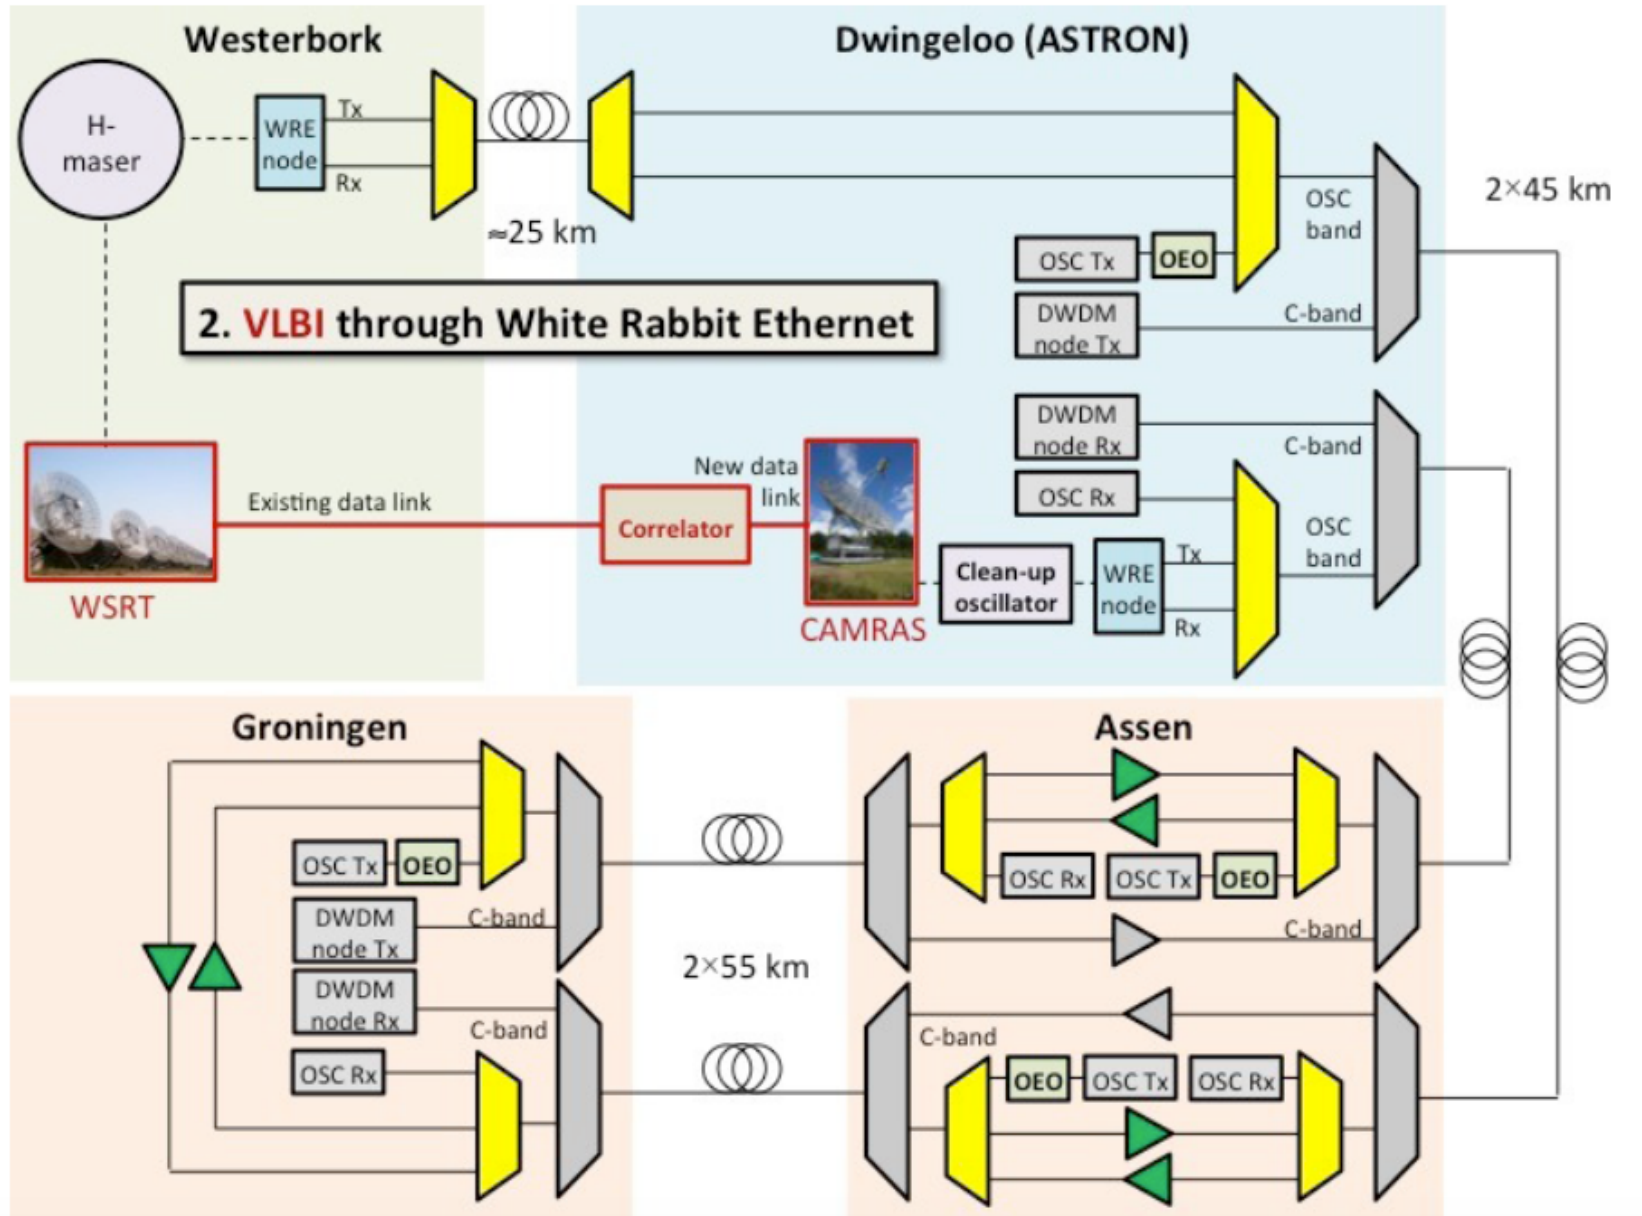 Westerbork
Dwingeloo (ASTRON)
H-
maser
WRE
node
Tx
Rx
≈25 km
OSC
band
2×45 km
OSC Tx
OEO
DWDM
node Tx
C-band
2. VLBI through White Rabbit Ethernet
DWDM
node Rx
C-band
OSC Rx
New data
link
Existing data link
Correlator
OSC
band
Clean-up
oscillator
WRE
node
Tx
Rx
WSRT
CAMRAS
Groningen
Assen
OSC Tx
OEO
DWDM
node Tx
C-band
DWDM
node Rx
C-band
OSC Rx
2×55 km
OSC Rx
OSC Tx
OEO
C-band
C-band
OEO
OSC Tx
OSC Rx